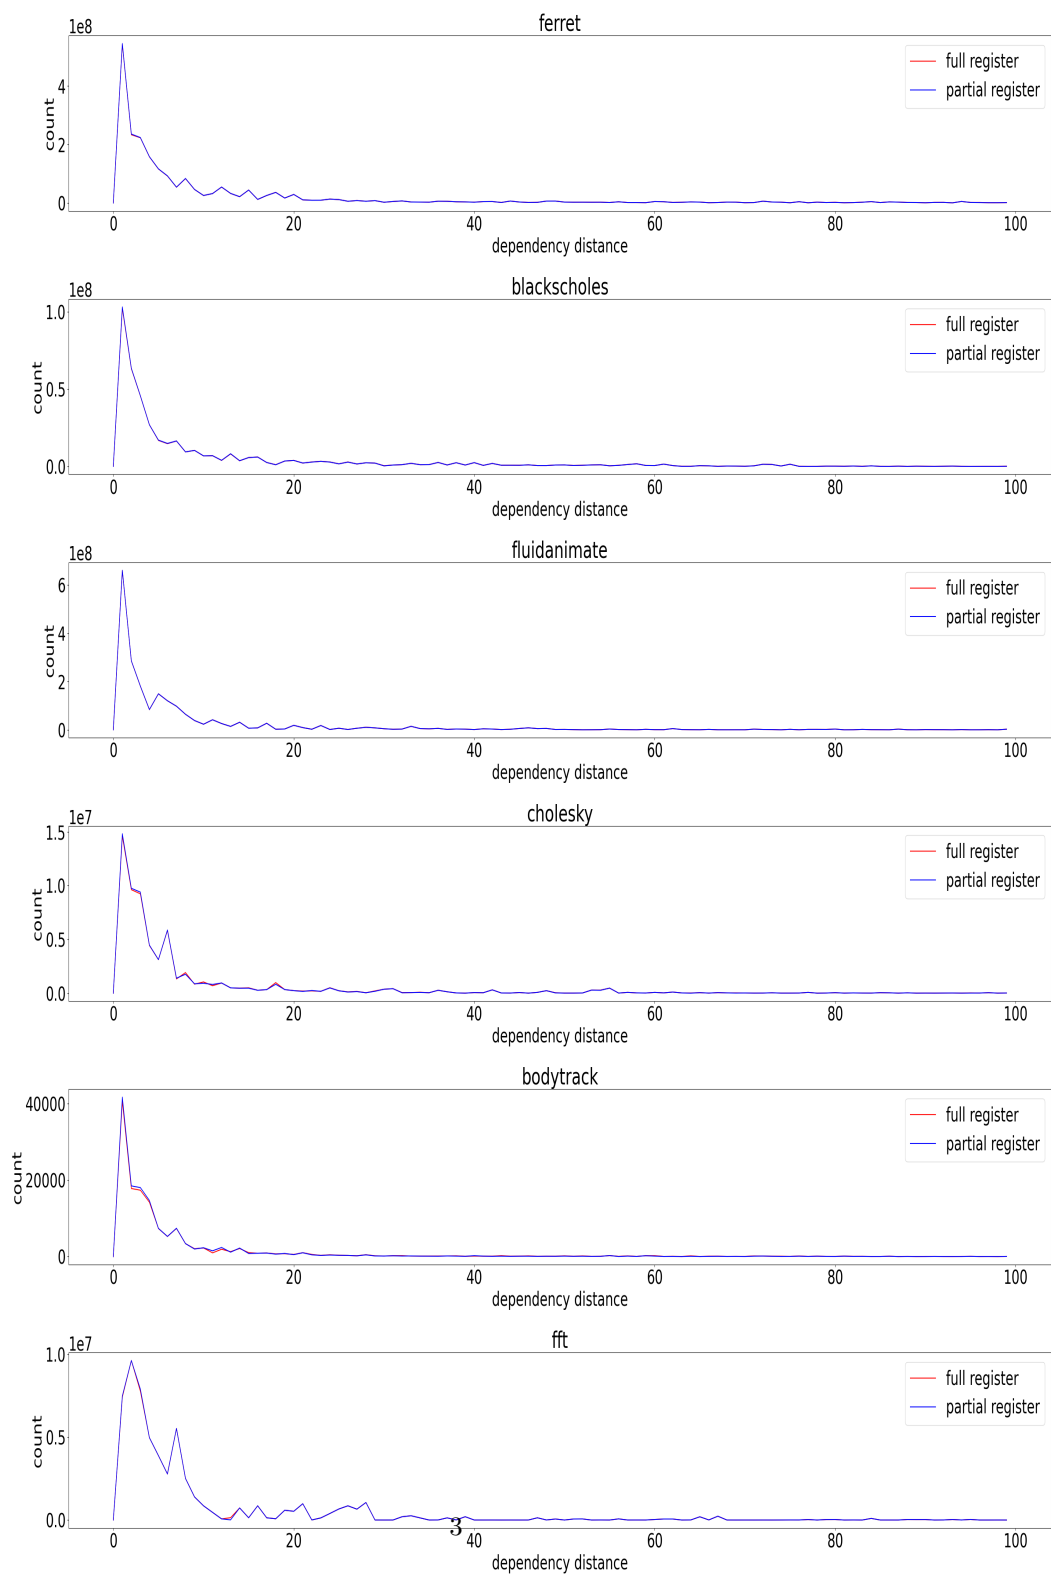 ferret
1e8
4
2
0
count
full register
partial register
0 20 40 60 80 100
dependency distance
blackscholes
1e8
1.0
0.5
0.0
count
full register
partial register
0 20 40 60 80 100
dependency distance
fluidanimate
1e8
6
4
2
0
count
full register
partial register
0 20 40 60 80 100
dependency distance
cholesky
1e7
1.5
1.0
0.5
0.0
count
full register
partial register
0 20 40 60 80 100
dependency distance
bodytrack
40000
20000
0
count
full register
partial register
0 20 40 60 80 100
dependency distance
fft
1e7
1.0
0.5
0.0
count
full register
partial register
3
0 20 40 60 80 100
dependency distance